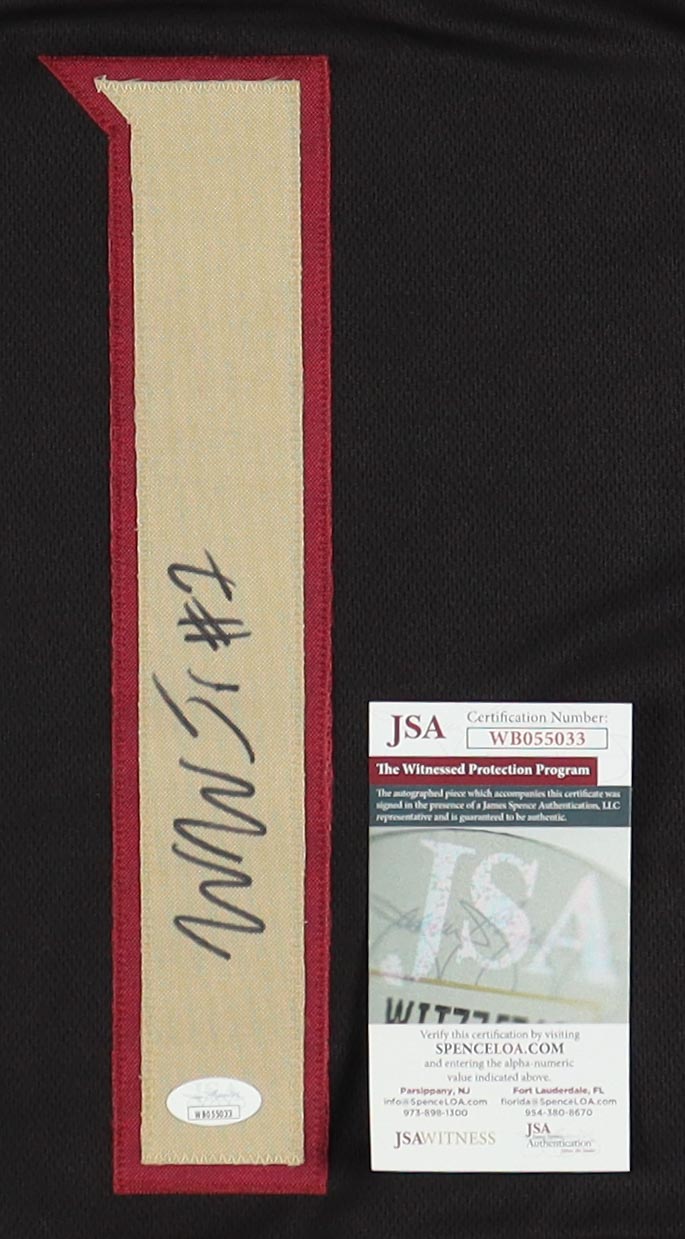 #1
JSA
Certification Number:
WB055033
The Witnessed Protection Program
The autographed piece which accompanies this certificate was
signed in the presence of a James Spence Authentication, LLC
representative and is guaranteed to be authentic.
JSA
Verify this certification by visiting
SPENCELOA.COM
and entering the alpha-numeric
value indicated above.
Parsippany, NJ
info@SpenceLOA.com
973-898-1300
Fort Lauderdale, FL
florida@SpenceLOA.com
954-380-8670
JSAWITNESS
JSA
Authentication
WB055033